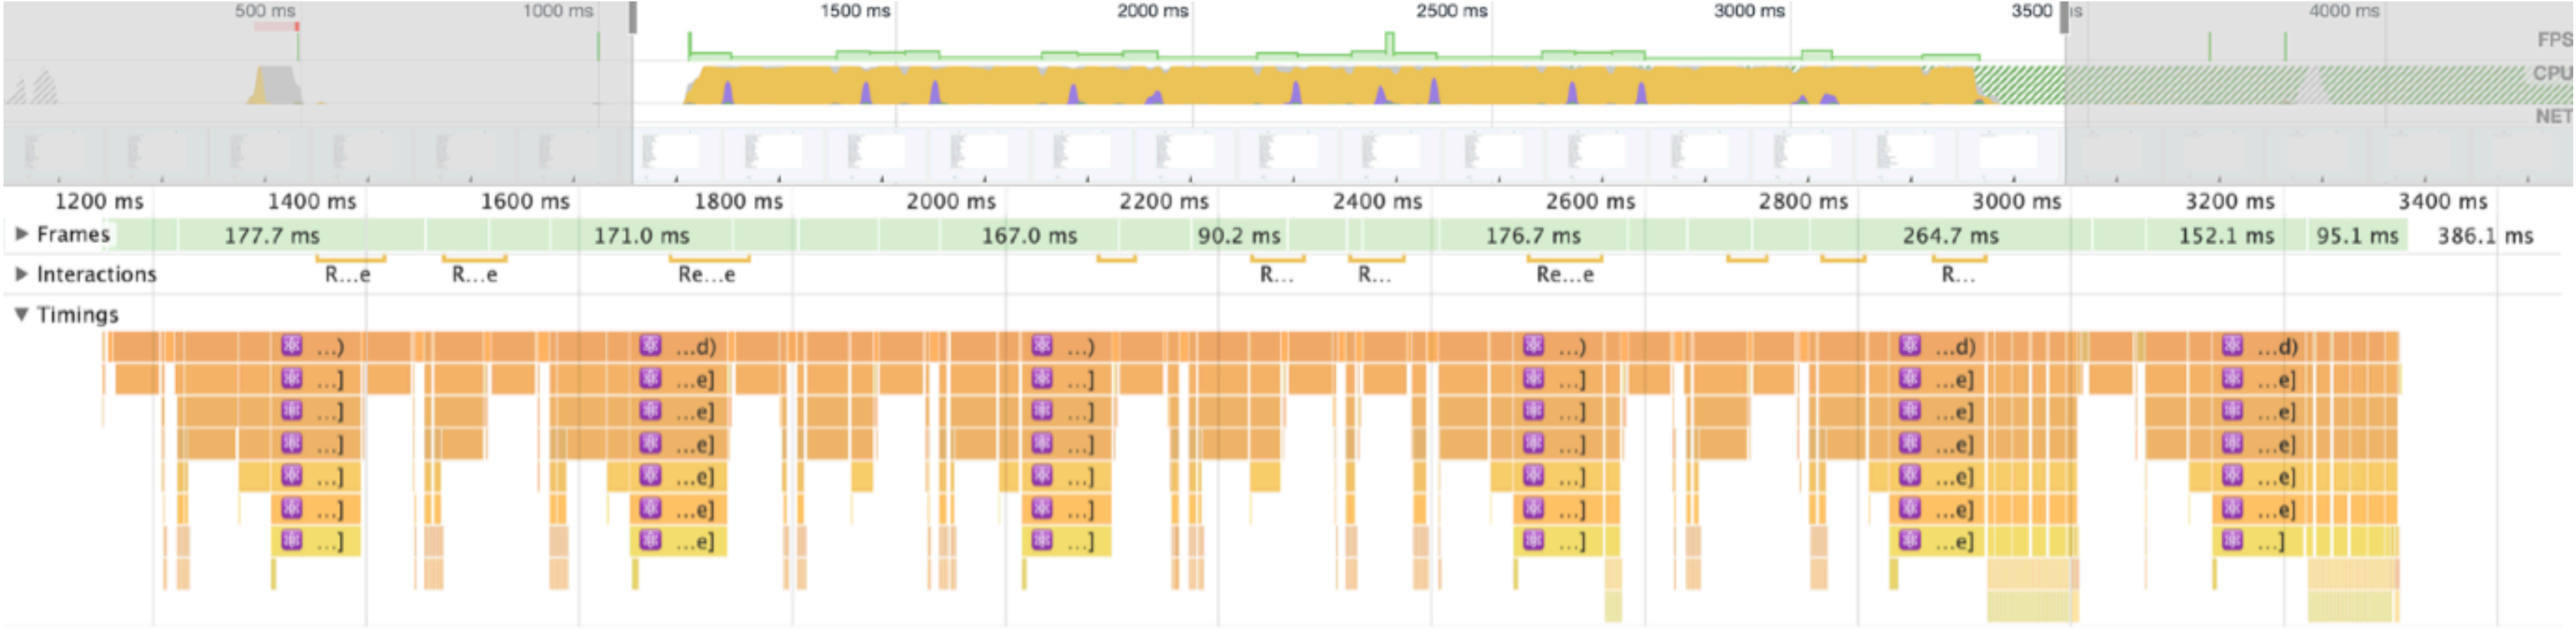 500 ms 1000 ms 1500 ms 2000 ms 2500 ms 3000 ms 3500 ms 4000 ms
FPS
CPU
NET
1200 ms 1400 ms 1600 ms 1800 ms 2000 ms 2200 ms 2400 ms 2600 ms 2800 ms 3000 ms 3200 ms 3400 ms
Frames 177.7 ms 171.0 ms 167.0 ms 90.2 ms 176.7 ms 264.7 ms 152.1 ms 95.1 ms 386.1 ms
Interactions R...e R...e Re...e R... R... Re...e R...
Timings
...) ...d) ...) ...) ...d) ...d)
...] ...e] ...] ...] ...e] ...e]
...] ...e] ...] ...] ...e] ...e]
...] ...e] ...] ...] ...e] ...e]
...] ...e] ...] ...] ...e] ...e]
...] ...e] ...] ...] ...e] ...e]
...] ...e] ...] ...] ...e] ...]